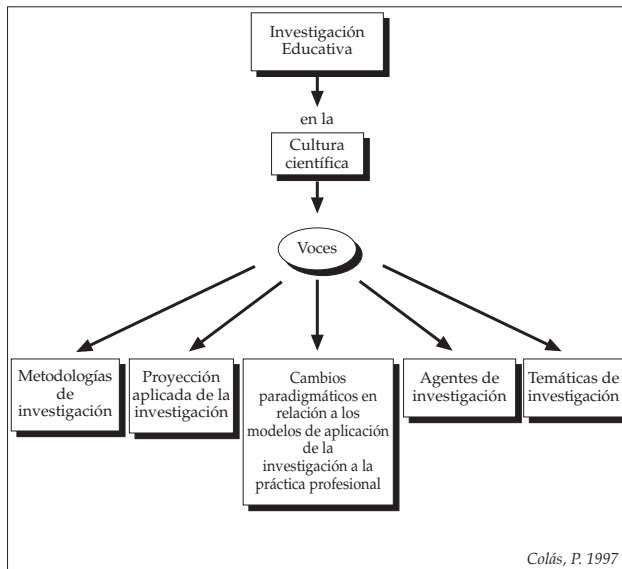 Investigación
Educativa
en la
Cultura
científica
Voces
Metodologías
de
investigación
Proyección
aplicada de la
investigación
Cambios
paradigmáticos en
relación a los
modelos de aplicación
de la
investigación a la
práctica profesional
Agentes de
investigación
Temáticas de
investigación
Colás, P. 1997